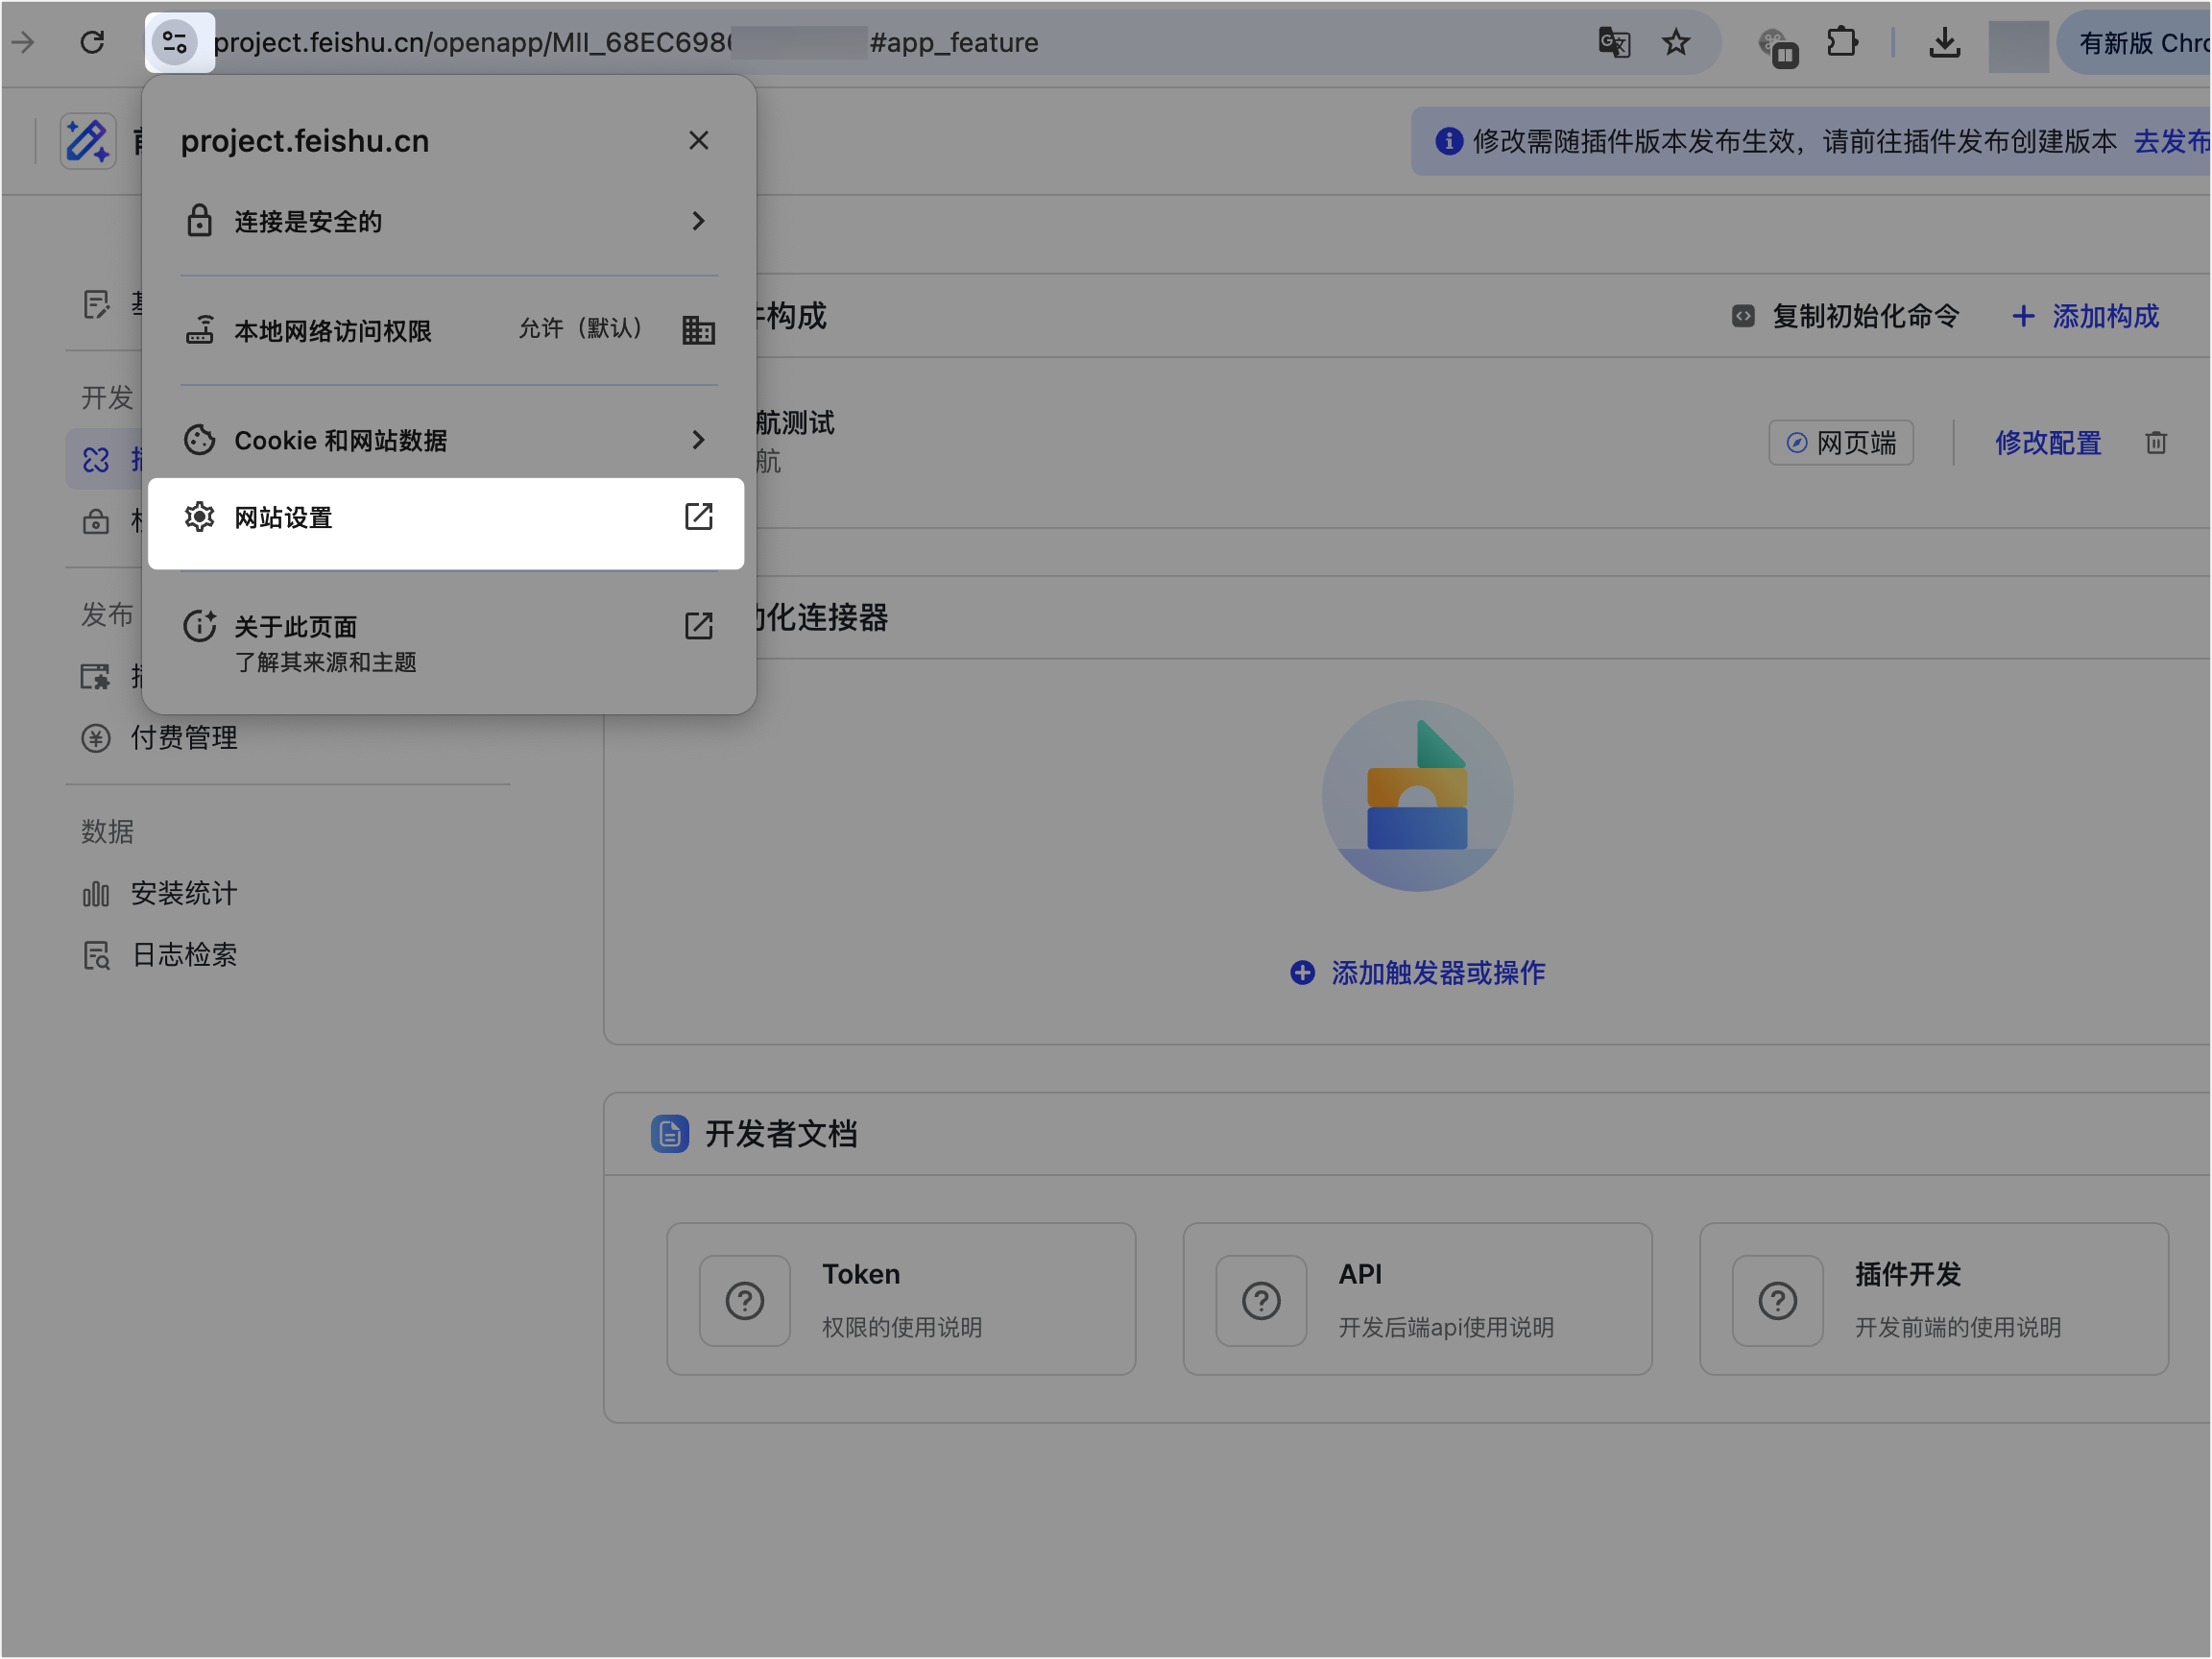 project.feishu.cn/openapp/MII_68EC698 #app_feature
有新版 Chro
project.feishu.cn
修改需随插件版本发布生效，请前往插件发布创建版本 去发布
连接是安全的
本地网络访问权限 允许（默认）
Cookie 和网站数据
网站设置
关于此页面
了解其来源和主题
开发
发布
付费管理
数据
安装统计
日志检索
构成
复制初始化命令
添加构成
航测试
航
网页端
修改配置
化连接器
添加触发器或操作
开发者文档
Token
权限的使用说明
API
开发后端api使用说明
插件开发
开发前端的使用说明